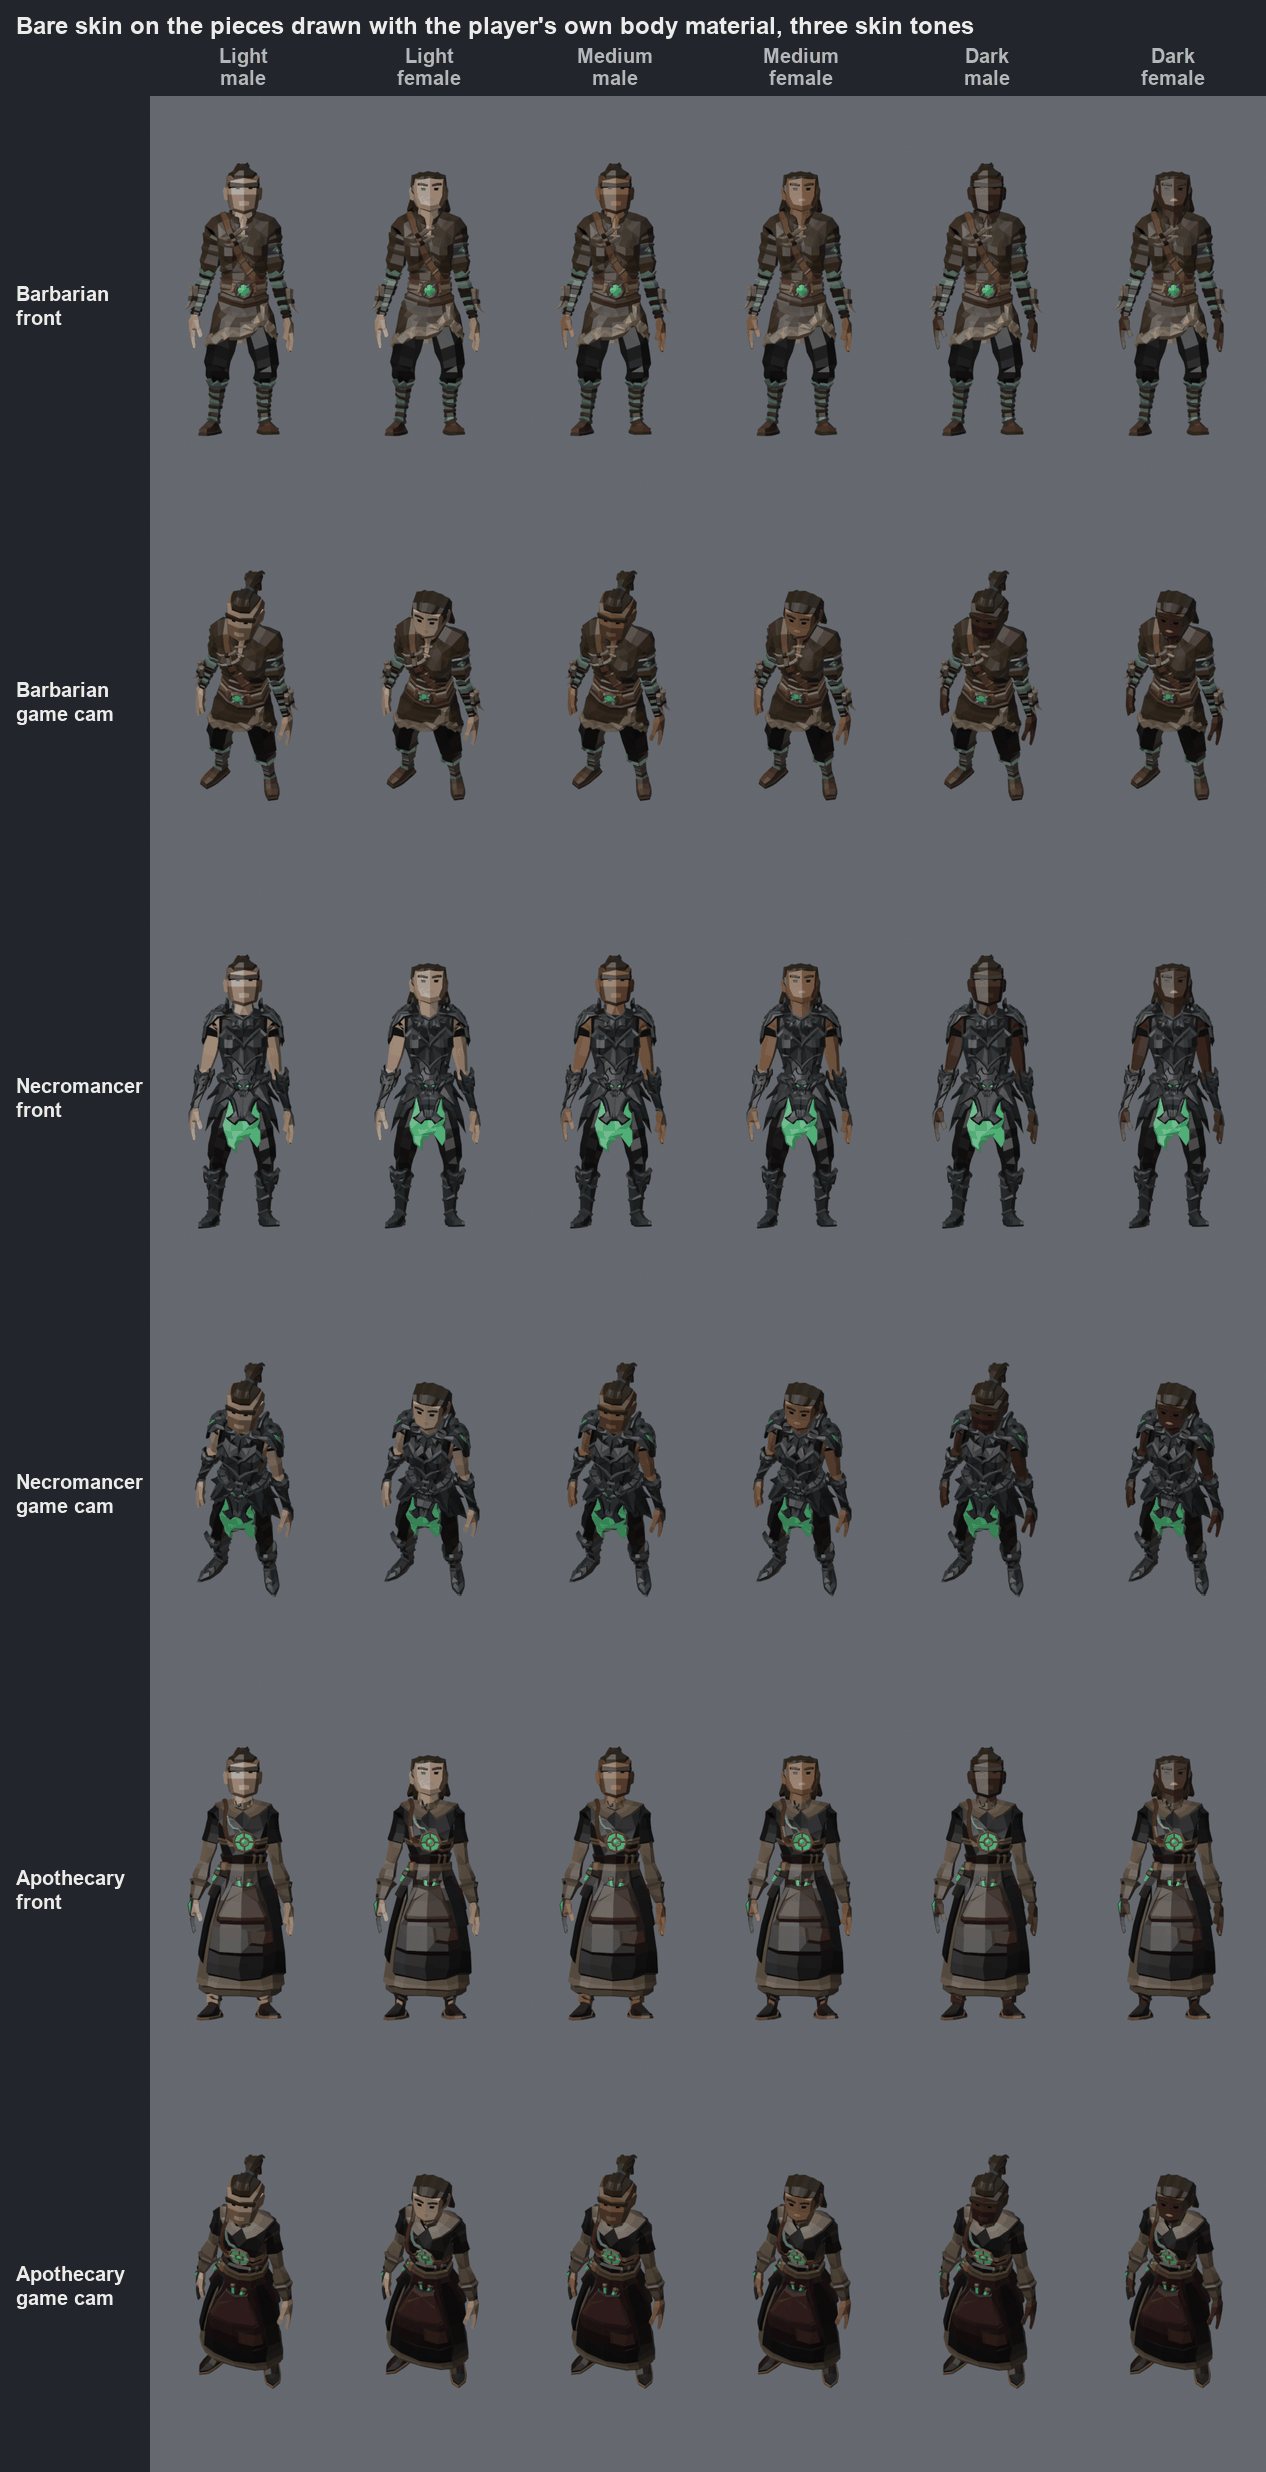 Bare skin on the pieces drawn with the player's own body material, three skin tones
Light male
Light female
Medium male
Medium female
Dark male
Dark female
Barbarian front
Barbarian game cam
Necromancer front
Necromancer game cam
Apothecary front
Apothecary game cam